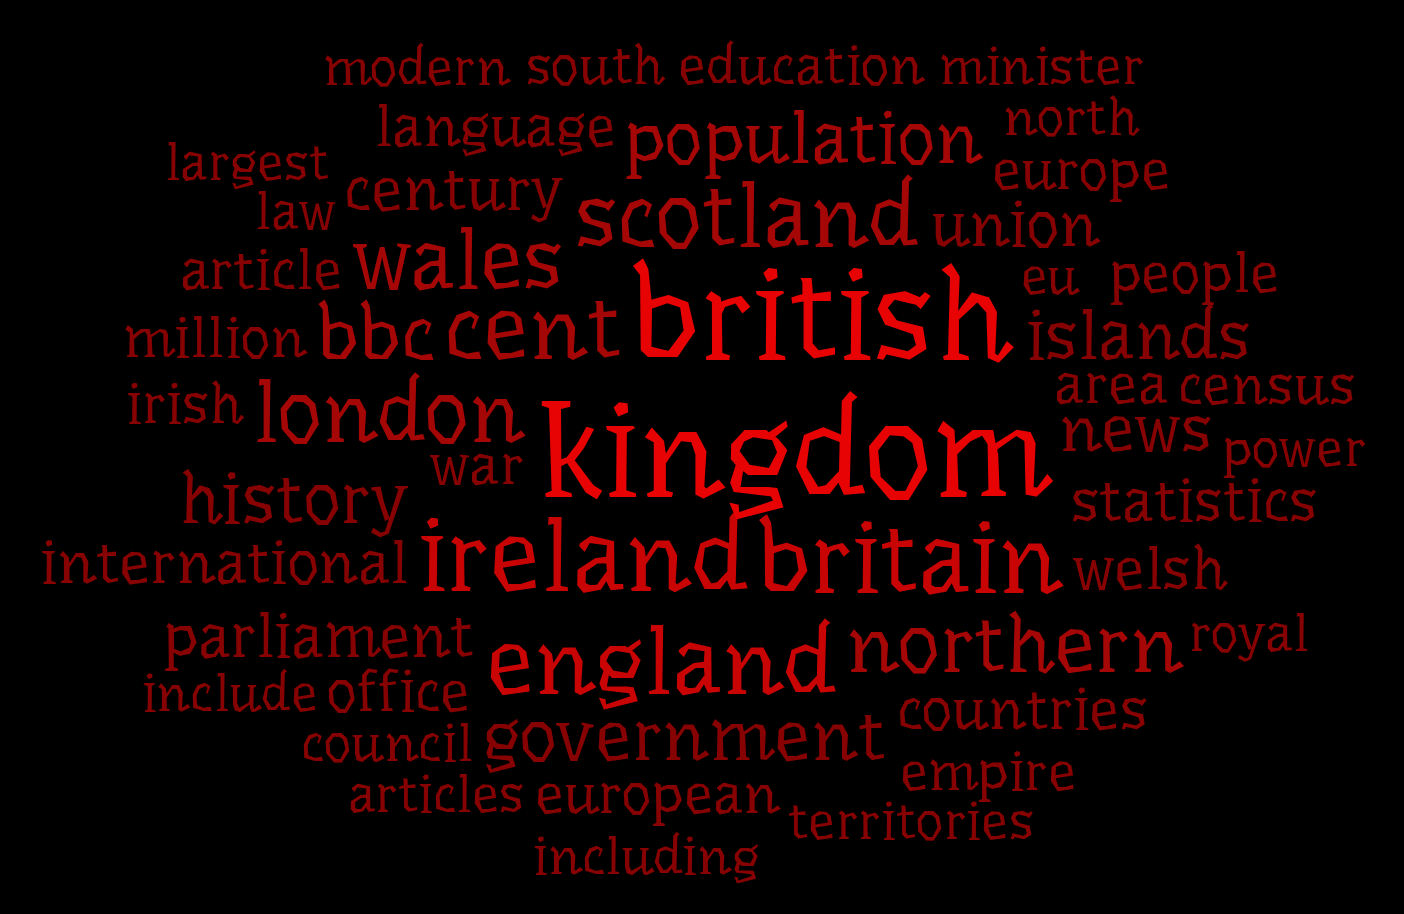 modern south education minister
language population north
largest century scotland europe
law union
article wales british eu people
million bbc cent islands
irish london kingdom area census
war news power
history statistics
international ireland britain welsh
parliament england northern royal
include office countries
council government empire
articles european territories
including